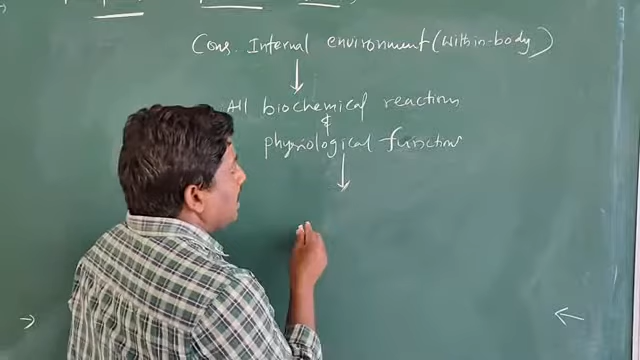 Cons. Internal environment (Within-body)
All biochemical reactions
&
physiological functions